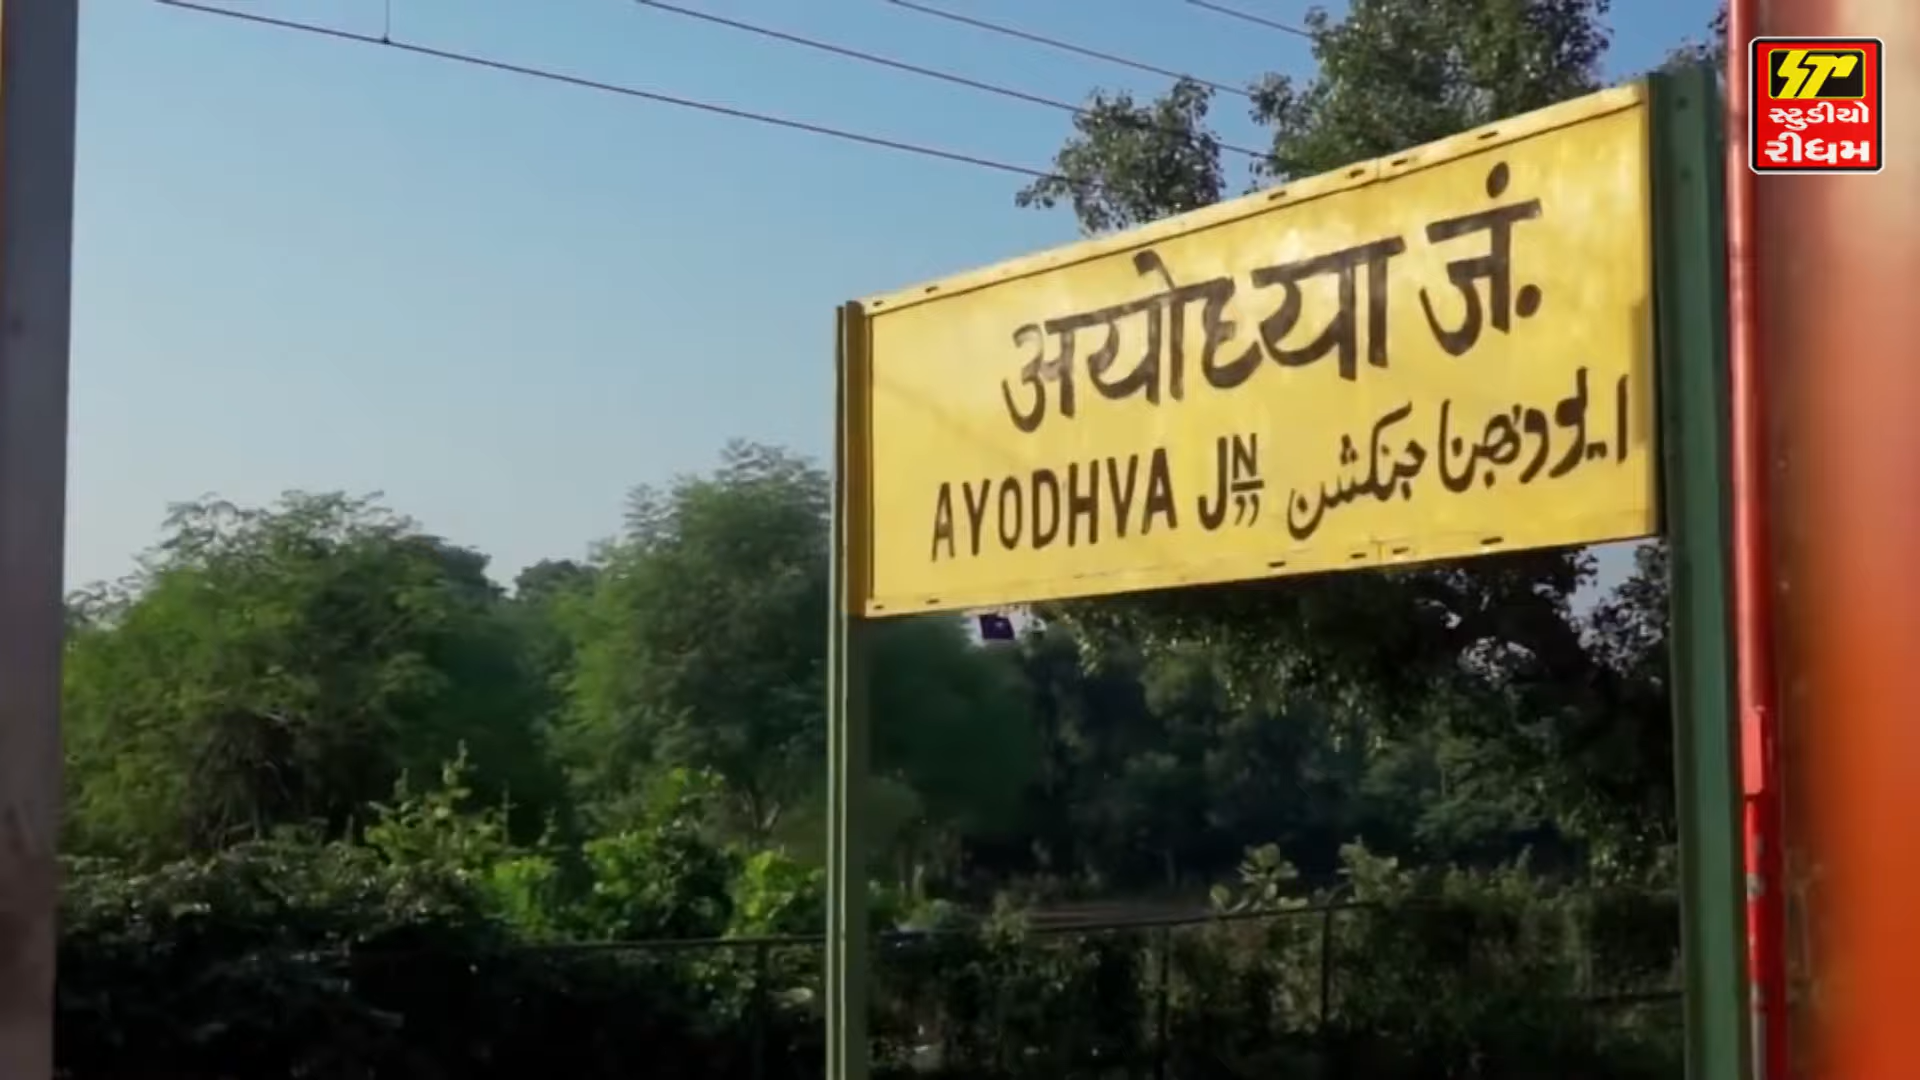 अयोध्या जं.
AYODHVA JN
ایودھیا جنکشن
સ્ટુડીયો
રીધમ